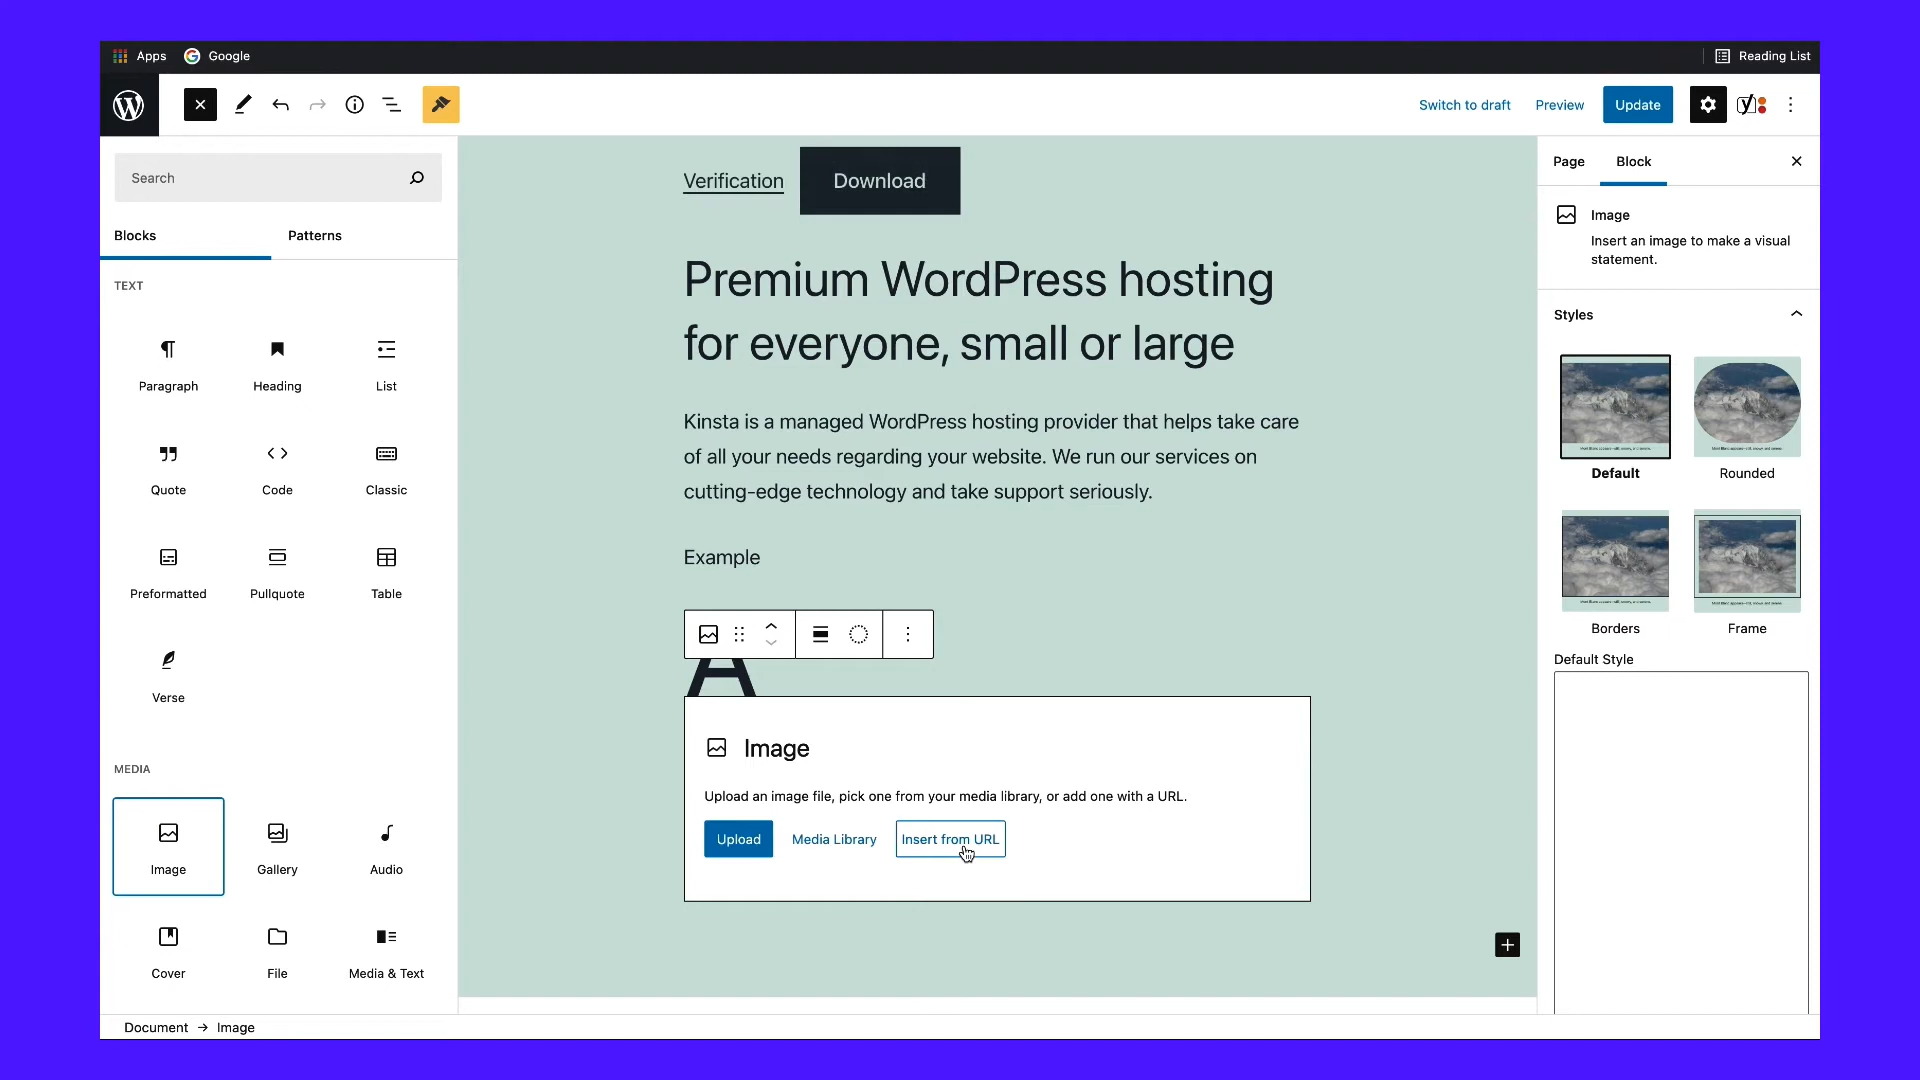 Apps
Google
Reading List
Switch to draft
Preview
Update
Search
Blocks
Patterns
TEXT
Paragraph
Heading
List
Quote
Code
Classic
Preformatted
Pullquote
Table
Verse
MEDIA
Image
Gallery
Audio
Cover
File
Media & Text
Verification
Download
Premium WordPress hosting
for everyone, small or large
Kinsta is a managed WordPress hosting provider that helps take care
of all your needs regarding your website. We run our services on
cutting-edge technology and take support seriously.
Example
A
Image
Upload an image file, pick one from your media library, or add one with a URL.
Upload
Media Library
Insert from URL
Page
Block
Image
Insert an image to make a visual
statement.
Styles
Default
Rounded
Borders
Frame
Default Style
Document → Image